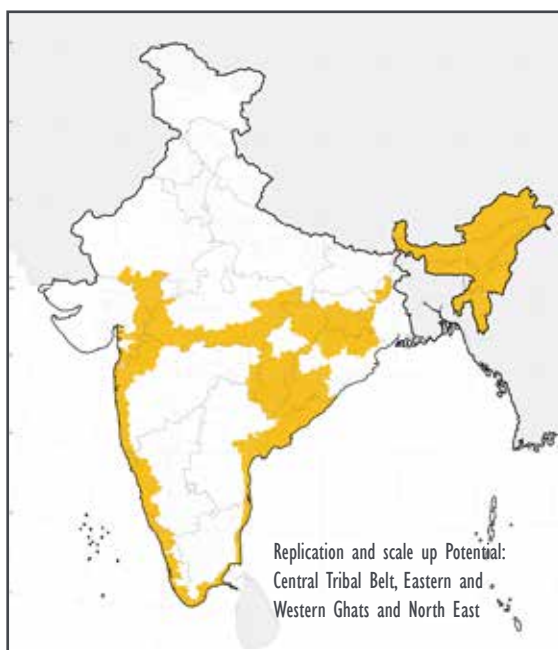 Replication and scale up Potential:
Central Tribal Belt, Eastern and
Western Ghats and North East